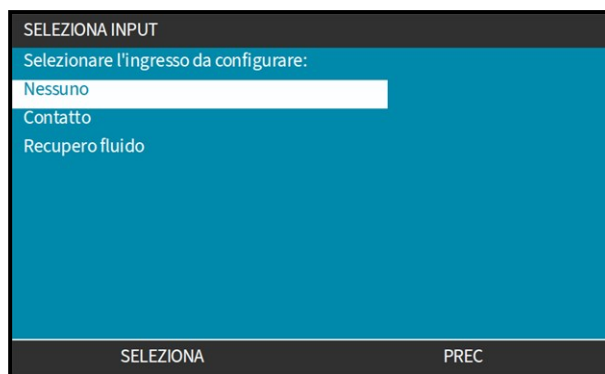 SELEZIONA INPUT
Selezionare l'ingresso da configurare:
Nessuno
Contatto
Recupero fluido
SELEZIONA PREC